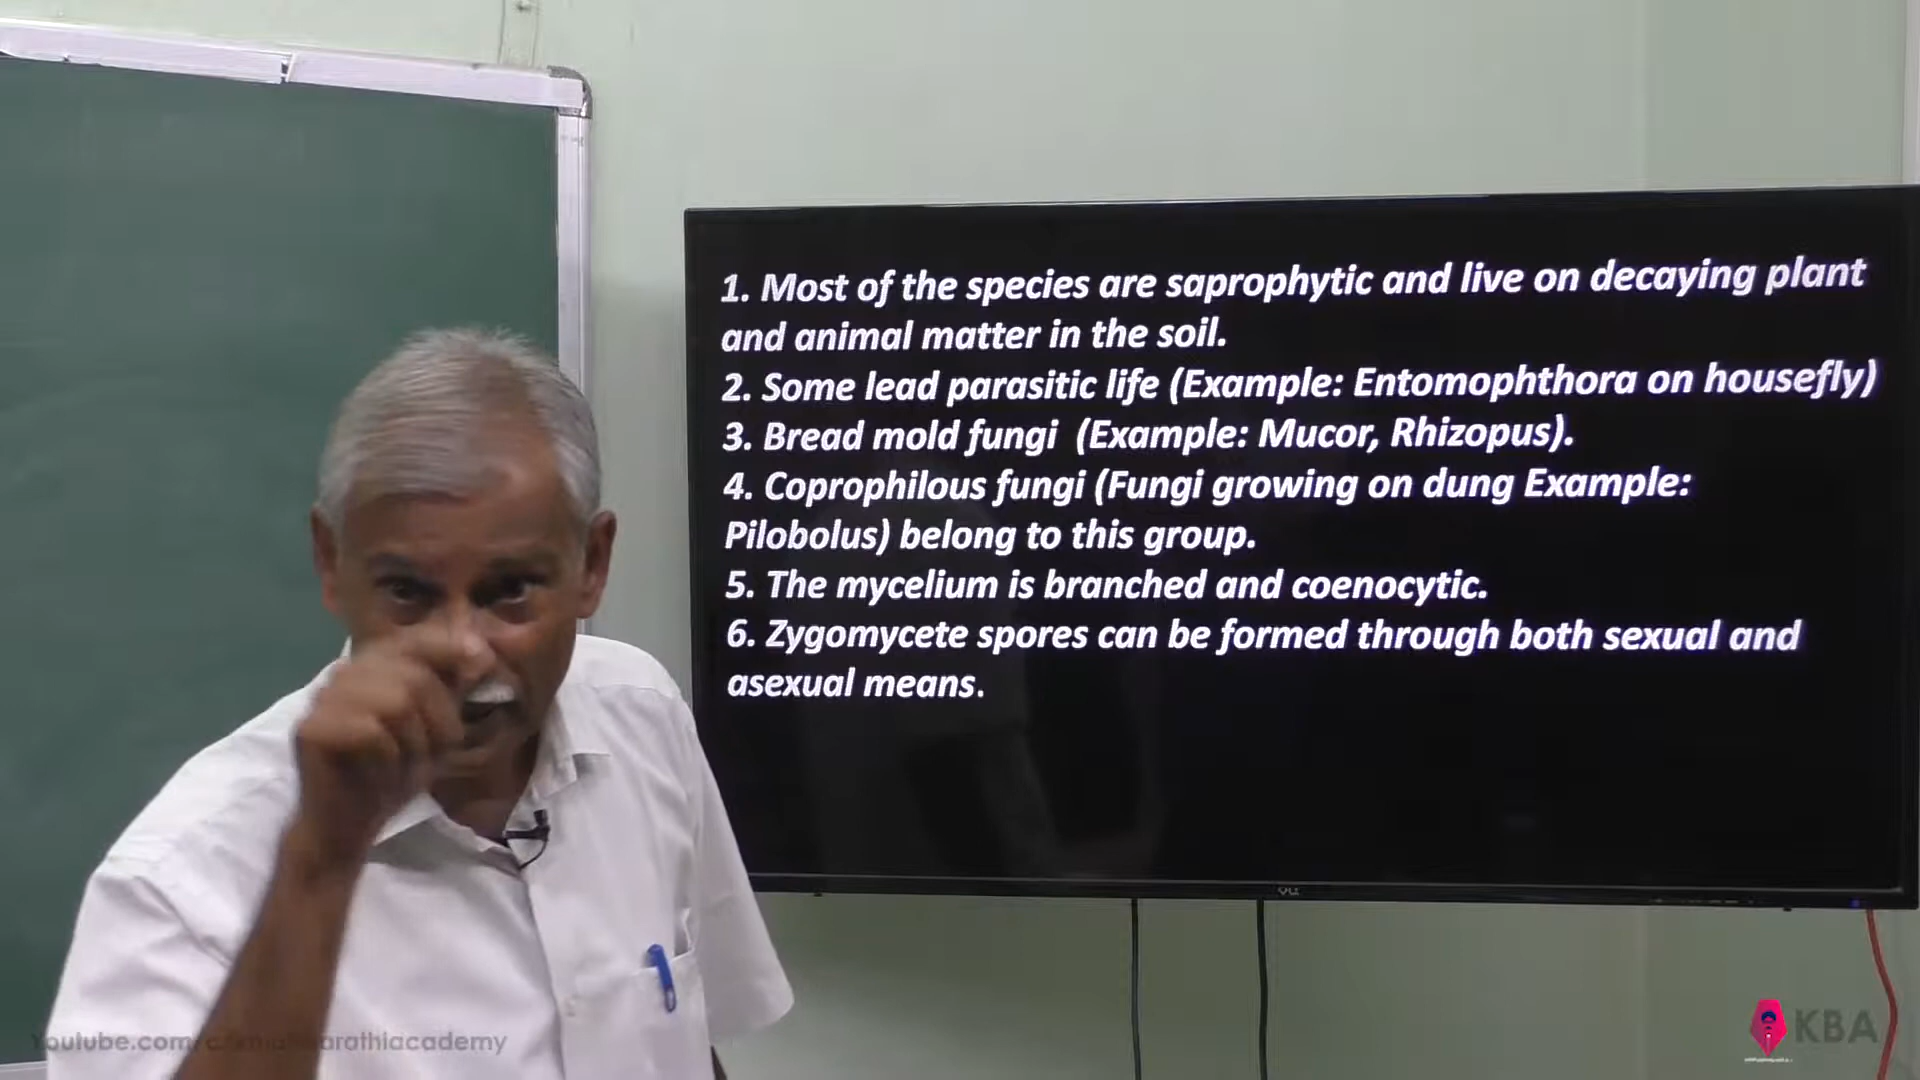 1. Most of the species are saprophytic and live on decaying plant
and animal matter in the soil.
2. Some lead parasitic life (Example: Entomophthora on housefly)
3. Bread mold fungi (Example: Mucor, Rhizopus).
4. Coprophilous fungi (Fungi growing on dung Example:
Pilobolus) belong to this group.
5. The mycelium is branched and coenocytic.
6. Zygomycete spores can be formed through both sexual and
asexual means.
KBA